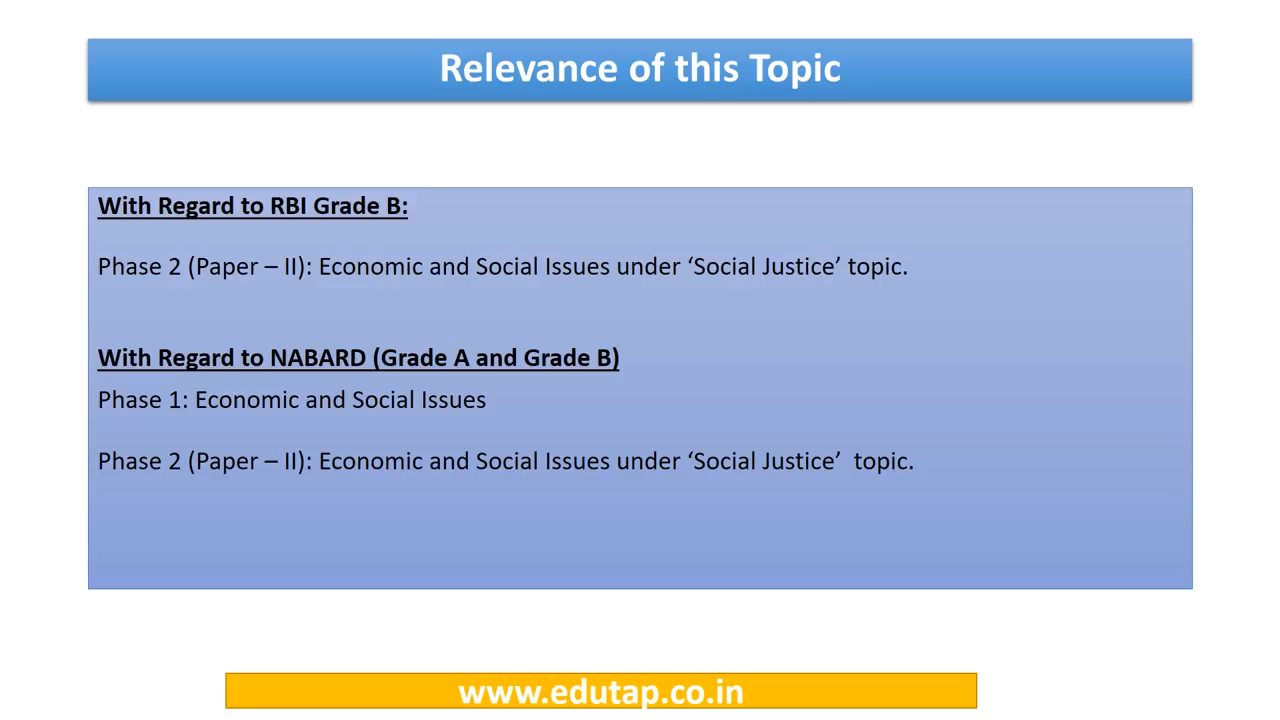 Relevance of this Topic
With Regard to RBI Grade B:
Phase 2 (Paper – II): Economic and Social Issues under ‘Social Justice’ topic.
With Regard to NABARD (Grade A and Grade B)
Phase 1: Economic and Social Issues
Phase 2 (Paper – II): Economic and Social Issues under ‘Social Justice’  topic.
www.edutap.co.in